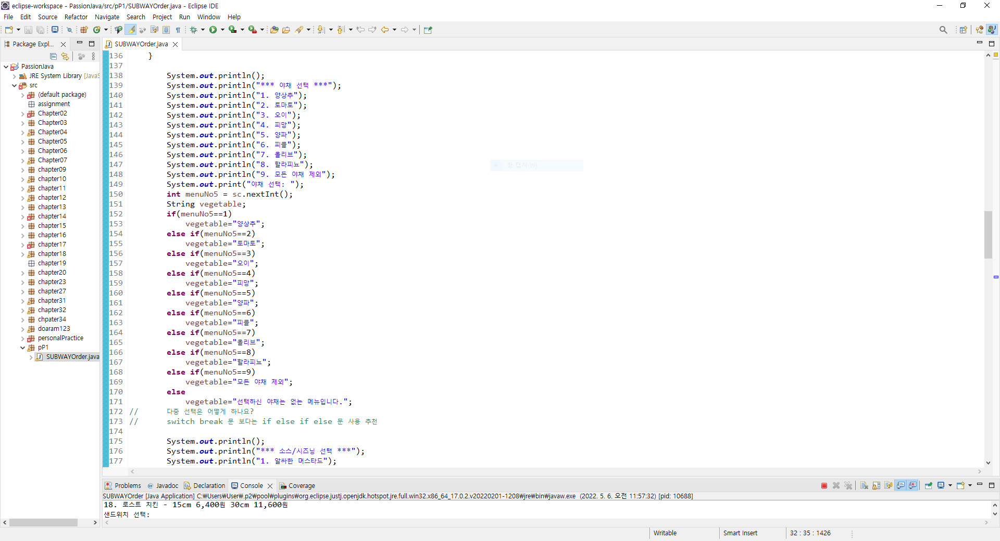 eclipse-workspace - PassionJava/src/pP1/SUBWAYOrder.java - Eclipse IDE
File Edit Source Refactor Navigate Search Project Run Window Help
Package Expl...
PassionJava
JRE System Library [JavaS
src
(default package)
assignment
Chapter02
Chapter03
Chapter04
Chapter05
Chapter06
Chapter07
chapter09
chapter10
chapter11
chapter12
chapter13
chapter14
chapter15
chapter16
chapter17
chapter18
chapter19
chapter20
chapter23
chapter27
chapter31
chapter32
chpater34
doaram123
personalPractice
pP1
SUBWAYOrder.java
SUBWAYOrder.java
136 }
137
138 System.out.println();
139 System.out.println("*** 야채 선택 ***");
140 System.out.println("1. 양상추");
141 System.out.println("2. 토마토");
142 System.out.println("3. 오이");
143 System.out.println("4. 피망");
144 System.out.println("5. 양파");
145 System.out.println("6. 피클");
146 System.out.println("7. 올리브");
147 System.out.println("8. 할라피뇨");
148 System.out.println("9. 모든 야채 제외");
149 System.out.print("야채 선택: ");
150 int menuNo5 = sc.nextInt();
151 String vegetable;
152 if(menuNo5==1)
153 vegetable="양상추";
154 else if(menuNo5==2)
155 vegetable="토마토";
156 else if(menuNo5==3)
157 vegetable="오이";
158 else if(menuNo5==4)
159 vegetable="피망";
160 else if(menuNo5==5)
161 vegetable="양파";
162 else if(menuNo5==6)
163 vegetable="피클";
164 else if(menuNo5==7)
165 vegetable="올리브";
166 else if(menuNo5==8)
167 vegetable="할라피뇨";
168 else if(menuNo5==9)
169 vegetable="모든 야채 제외";
170 else
171 vegetable="선택하신 야채는 없는 메뉴입니다.";
172 // 다중 선택은 어떻게 하나요?
173 // switch break 문 보다는 if else if else 문 사용 추천
174
175 System.out.println();
176 System.out.println("*** 소스/시즈닝 선택 ***");
177 System.out.println("1. 알싸한 머스타드");
창 캡처(W)
Problems @ Javadoc Declaration Console Coverage
SUBWAYOrder [Java Application] C:₩Users₩User₩.p2₩pool₩plugins₩org.eclipse.justj.openjdk.hotspot.jre.full.win32.x86_64_17.0.2.v20220201-1208₩jre₩bin₩javaw.exe (2022. 5. 6. 오전 11:57:32) [pid: 10688]
18. 로스트 치킨 - 15cm 6,400원 30cm 11,600원
샌드위치 선택:
Writable Smart Insert 32 : 35 : 1426